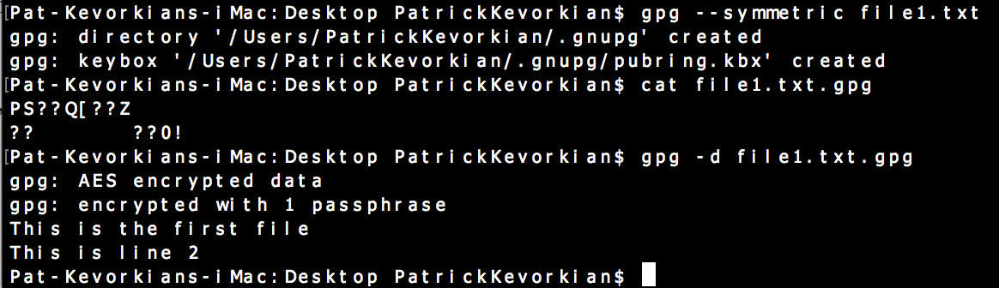 [Pat-Kevorkians-iMac:Desktop PatrickKevorkian$ gpg --symmetric file1.txt
gpg: directory '/Users/PatrickKevorkian/.gnupg' created
gpg: keybox '/Users/PatrickKevorkian/.gnupg/pubring.kbx' created
[Pat-Kevorkians-iMac:Desktop PatrickKevorkian$ cat file1.txt.gpg
PS??Q[??Z
??         ??0!
[Pat-Kevorkians-iMac:Desktop PatrickKevorkian$ gpg -d file1.txt.gpg
gpg: AES encrypted data
gpg: encrypted with 1 passphrase
This is the first file
This is line 2
Pat-Kevorkians-iMac:Desktop PatrickKevorkian$